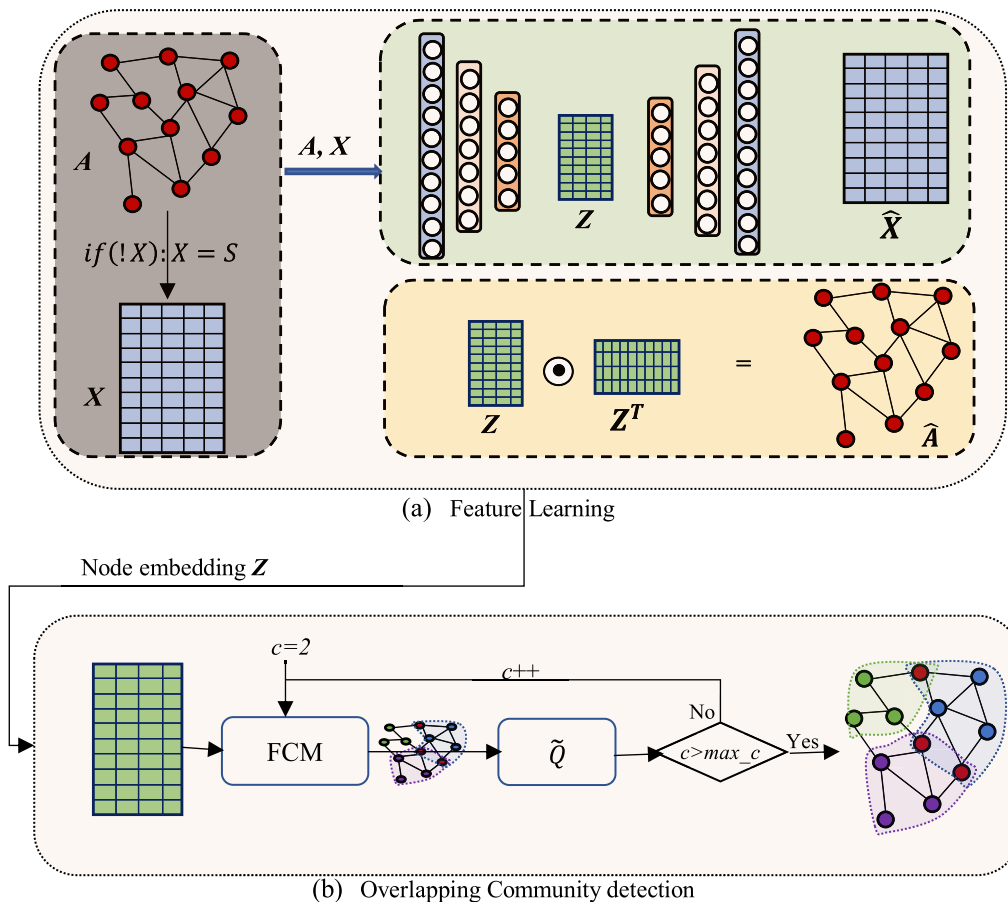 A
A, X
if(!X): X = S
X
Z
X̂
Z
Z^T
=
Â
(a) Feature Learning
Node embedding Z
c=2
c++
No
FCM
Q̃
c>max_c
Yes
(b) Overlapping Community detection